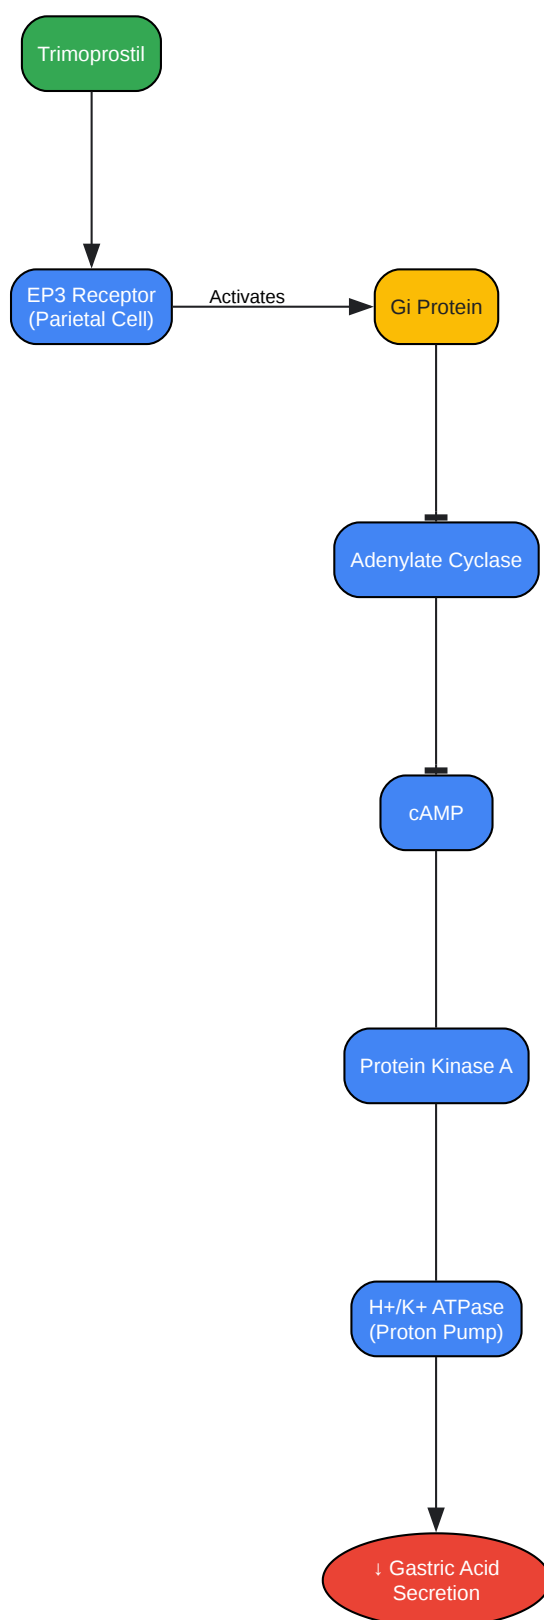 Trimoprostil
EP3 Receptor
(Parietal Cell)
Activates
Gi Protein
Adenylate Cyclase
cAMP
Protein Kinase A
H+/K+ ATPase
(Proton Pump)
↓ Gastric Acid
Secretion